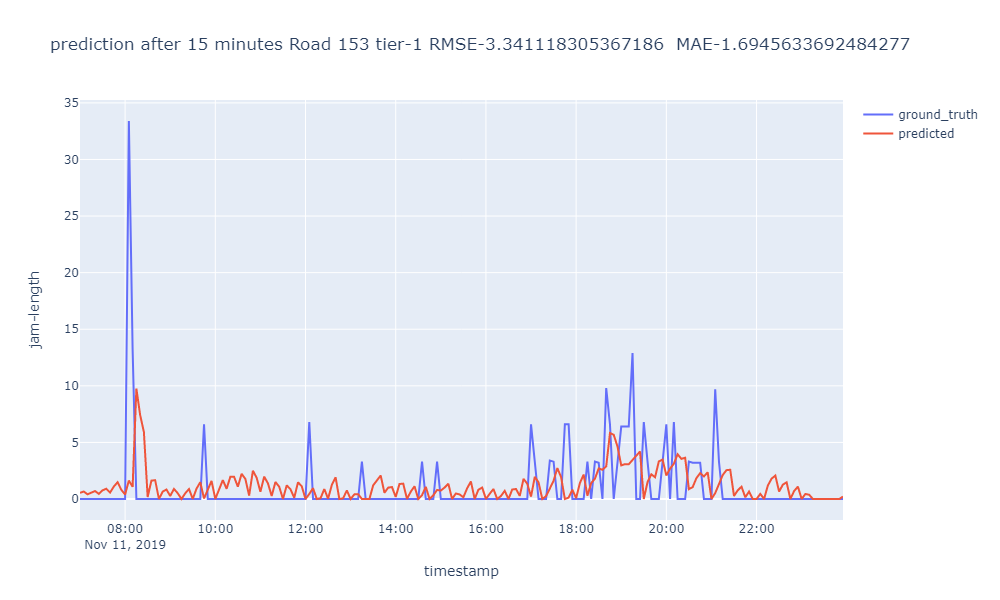 prediction after 15 minutes Road 153 tier-1 RMSE-3.341118305367186  MAE-1.6945633692484277
ground_truth
predicted
35
30
25
20
15
10
5
0
jam-length
08:00 10:00 12:00 14:00 16:00 18:00 20:00 22:00
Nov 11, 2019
timestamp